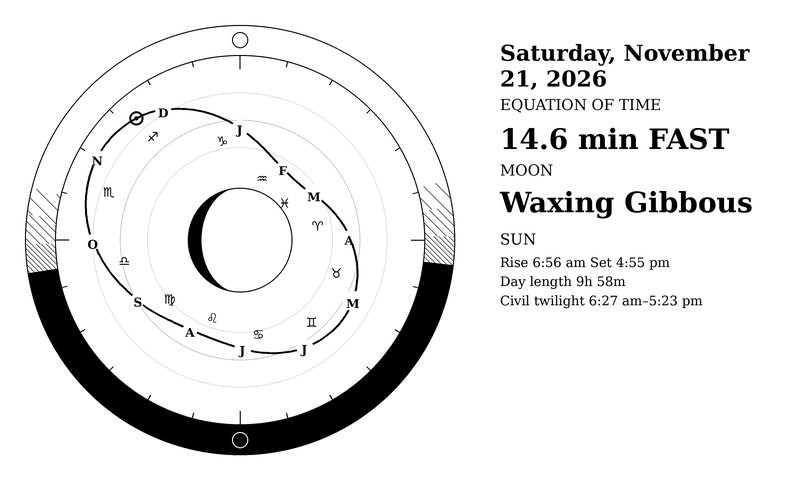 Saturday, November
21, 2026
EQUATION OF TIME
14.6 min FAST
MOON
Waxing Gibbous
SUN
Rise 6:56 am Set 4:55 pm
Day length 9h 58m
Civil twilight 6:27 am–5:23 pm
D
J
♐
♑
N
F
♒
♏
M
♓
♈
O
A
♎
♉
S
♍
M
♌
♊
A
♋
J
J